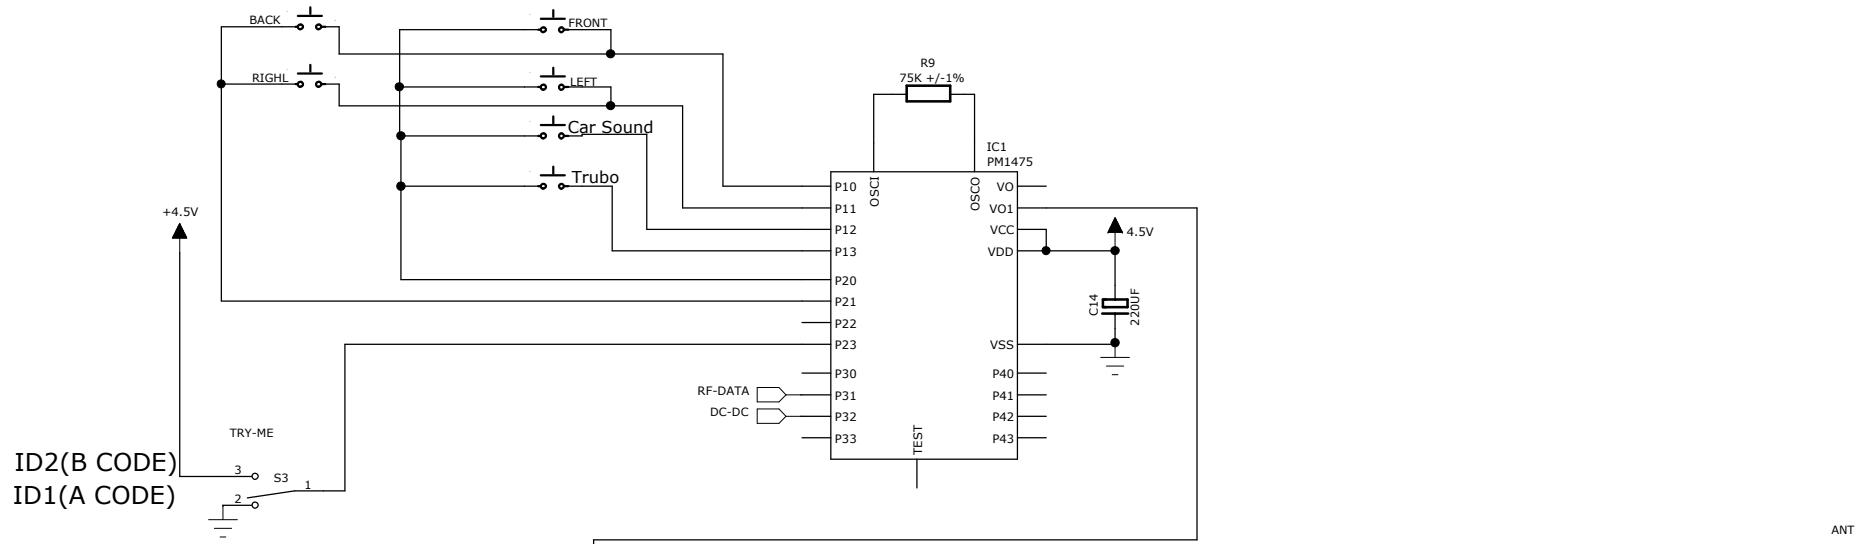 BACK
FRONT
RIGHL
LEFT
Car Sound
Trubo
R9
75K +/-1%
IC1
PM1475
OSCI
OSCO
P10
P11
P12
P13
P20
P21
P22
P23
P30
P31
P32
P33
TEST
VO
VO1
VCC
VDD
VSS
P40
P41
P42
P43
+4.5V
4.5V
C14
220UF
RF-DATA
DC-DC
TRY-ME
ID2(B CODE)
ID1(A CODE)
3
S3
1
2
ANT